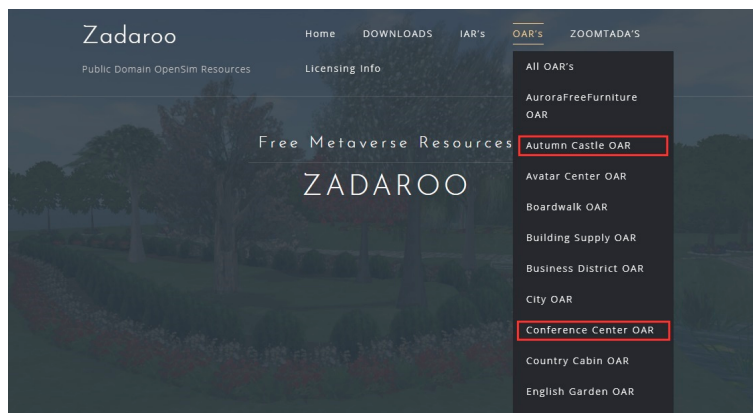 Zadaroo
Home DOWNLOADS IAR's OAR's ZOOMTADA'S
Public Domain OpenSim Resources
Licensing Info
Free Metaverse Resources
ZADAROO
All OAR's
AuroraFreeFurniture
OAR
Autumn Castle OAR
Avatar Center OAR
Boardwalk OAR
Building Supply OAR
Business District OAR
City OAR
Conference Center OAR
Country Cabin OAR
English Garden OAR